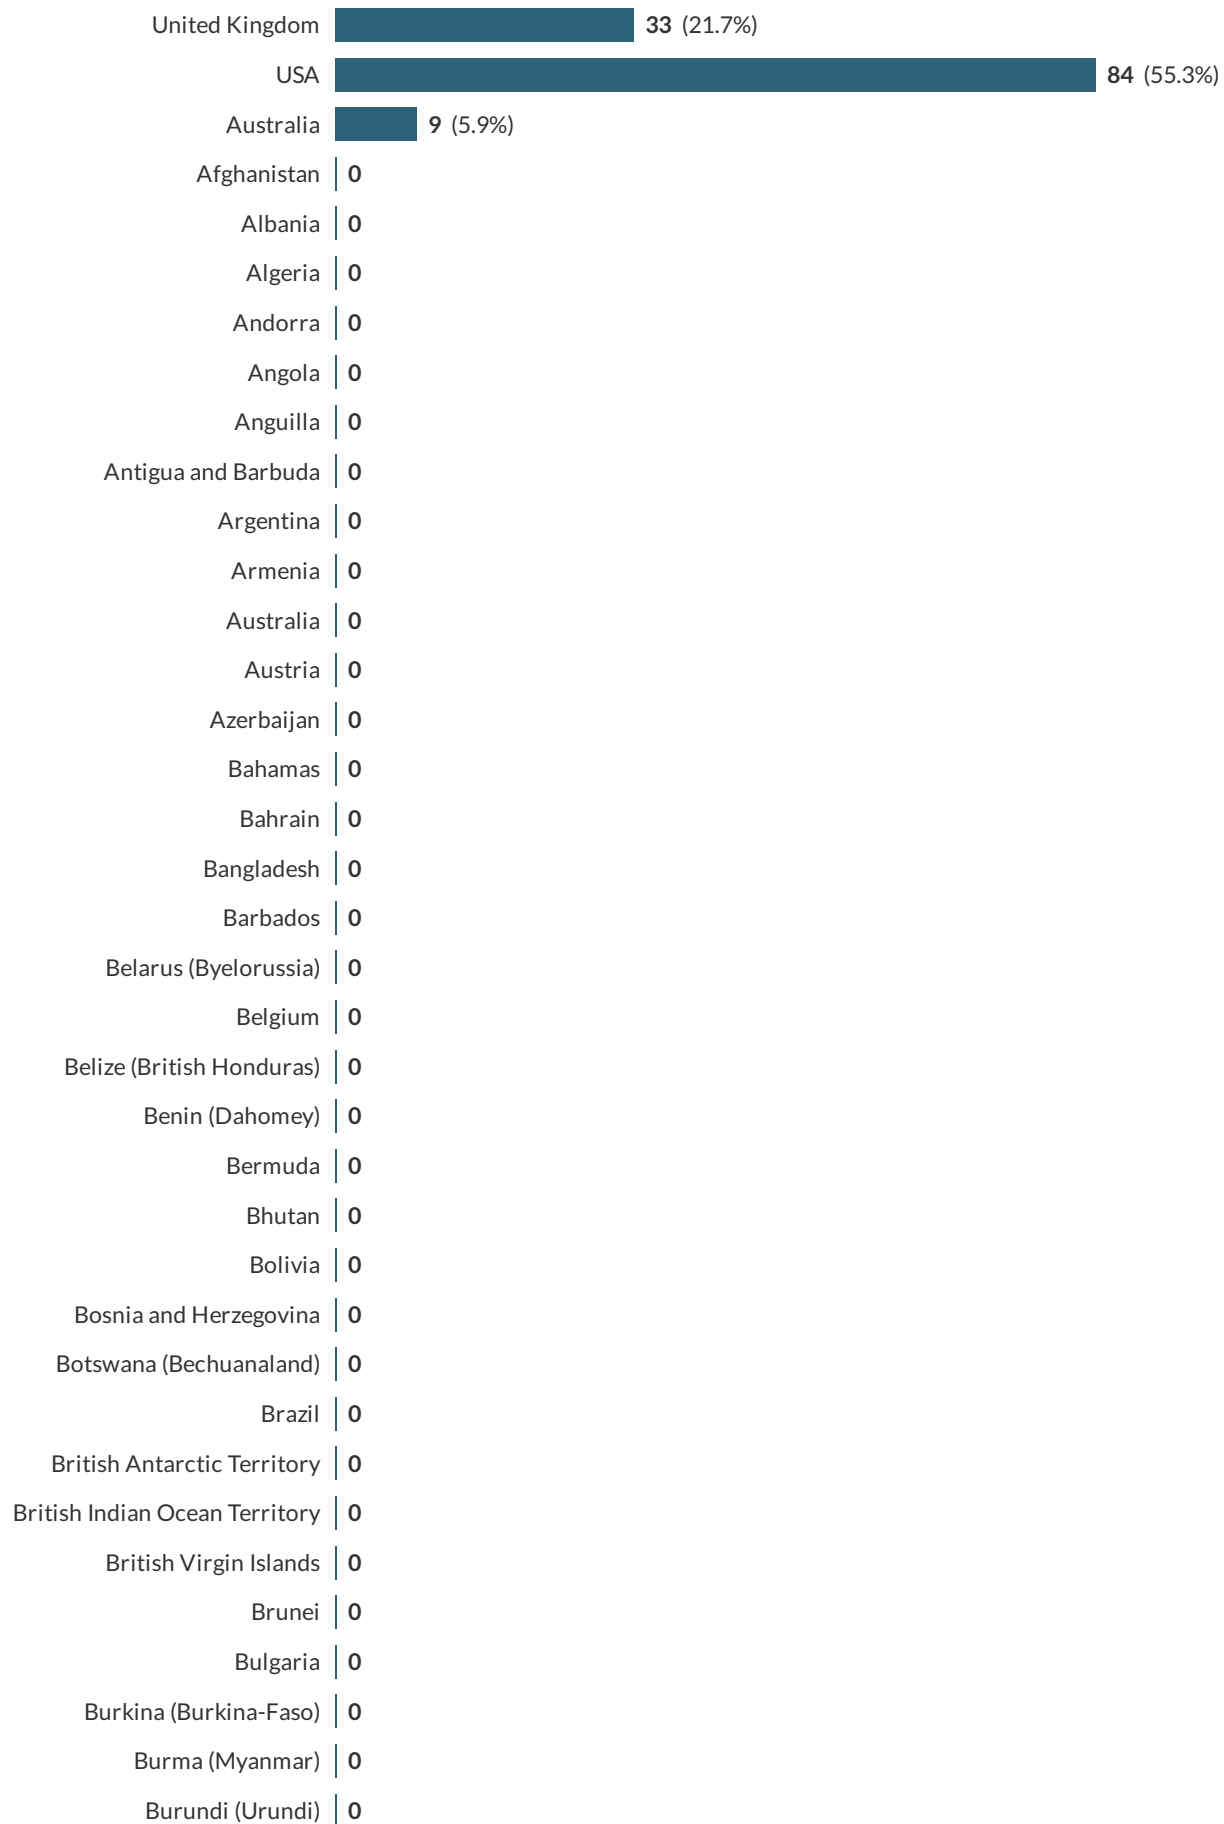 United Kingdom 33 (21.7%)
USA 84 (55.3%)
Australia 9 (5.9%)
Afghanistan 0
Albania 0
Algeria 0
Andorra 0
Angola 0
Anguilla 0
Antigua and Barbuda 0
Argentina 0
Armenia 0
Australia 0
Austria 0
Azerbaijan 0
Bahamas 0
Bahrain 0
Bangladesh 0
Barbados 0
Belarus (Byelorussia) 0
Belgium 0
Belize (British Honduras) 0
Benin (Dahomey) 0
Bermuda 0
Bhutan 0
Bolivia 0
Bosnia and Herzegovina 0
Botswana (Bechuanaland) 0
Brazil 0
British Antarctic Territory 0
British Indian Ocean Territory 0
British Virgin Islands 0
Brunei 0
Bulgaria 0
Burkina (Burkina-Faso) 0
Burma (Myanmar) 0
Burundi (Urundi) 0